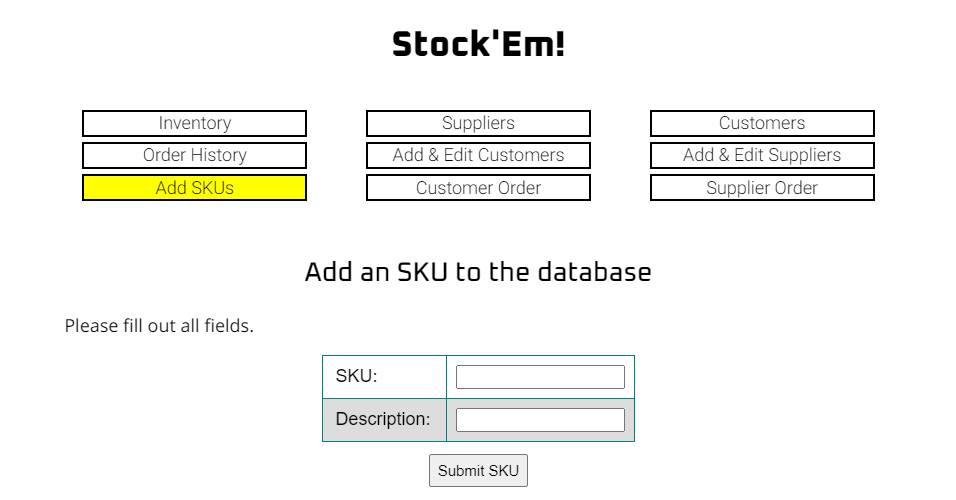 Stock'Em!
Inventory
Suppliers
Customers
Order History
Add & Edit Customers
Add & Edit Suppliers
Add SKUs
Customer Order
Supplier Order
Add an SKU to the database
Please fill out all fields.
SKU:
Description:
Submit SKU